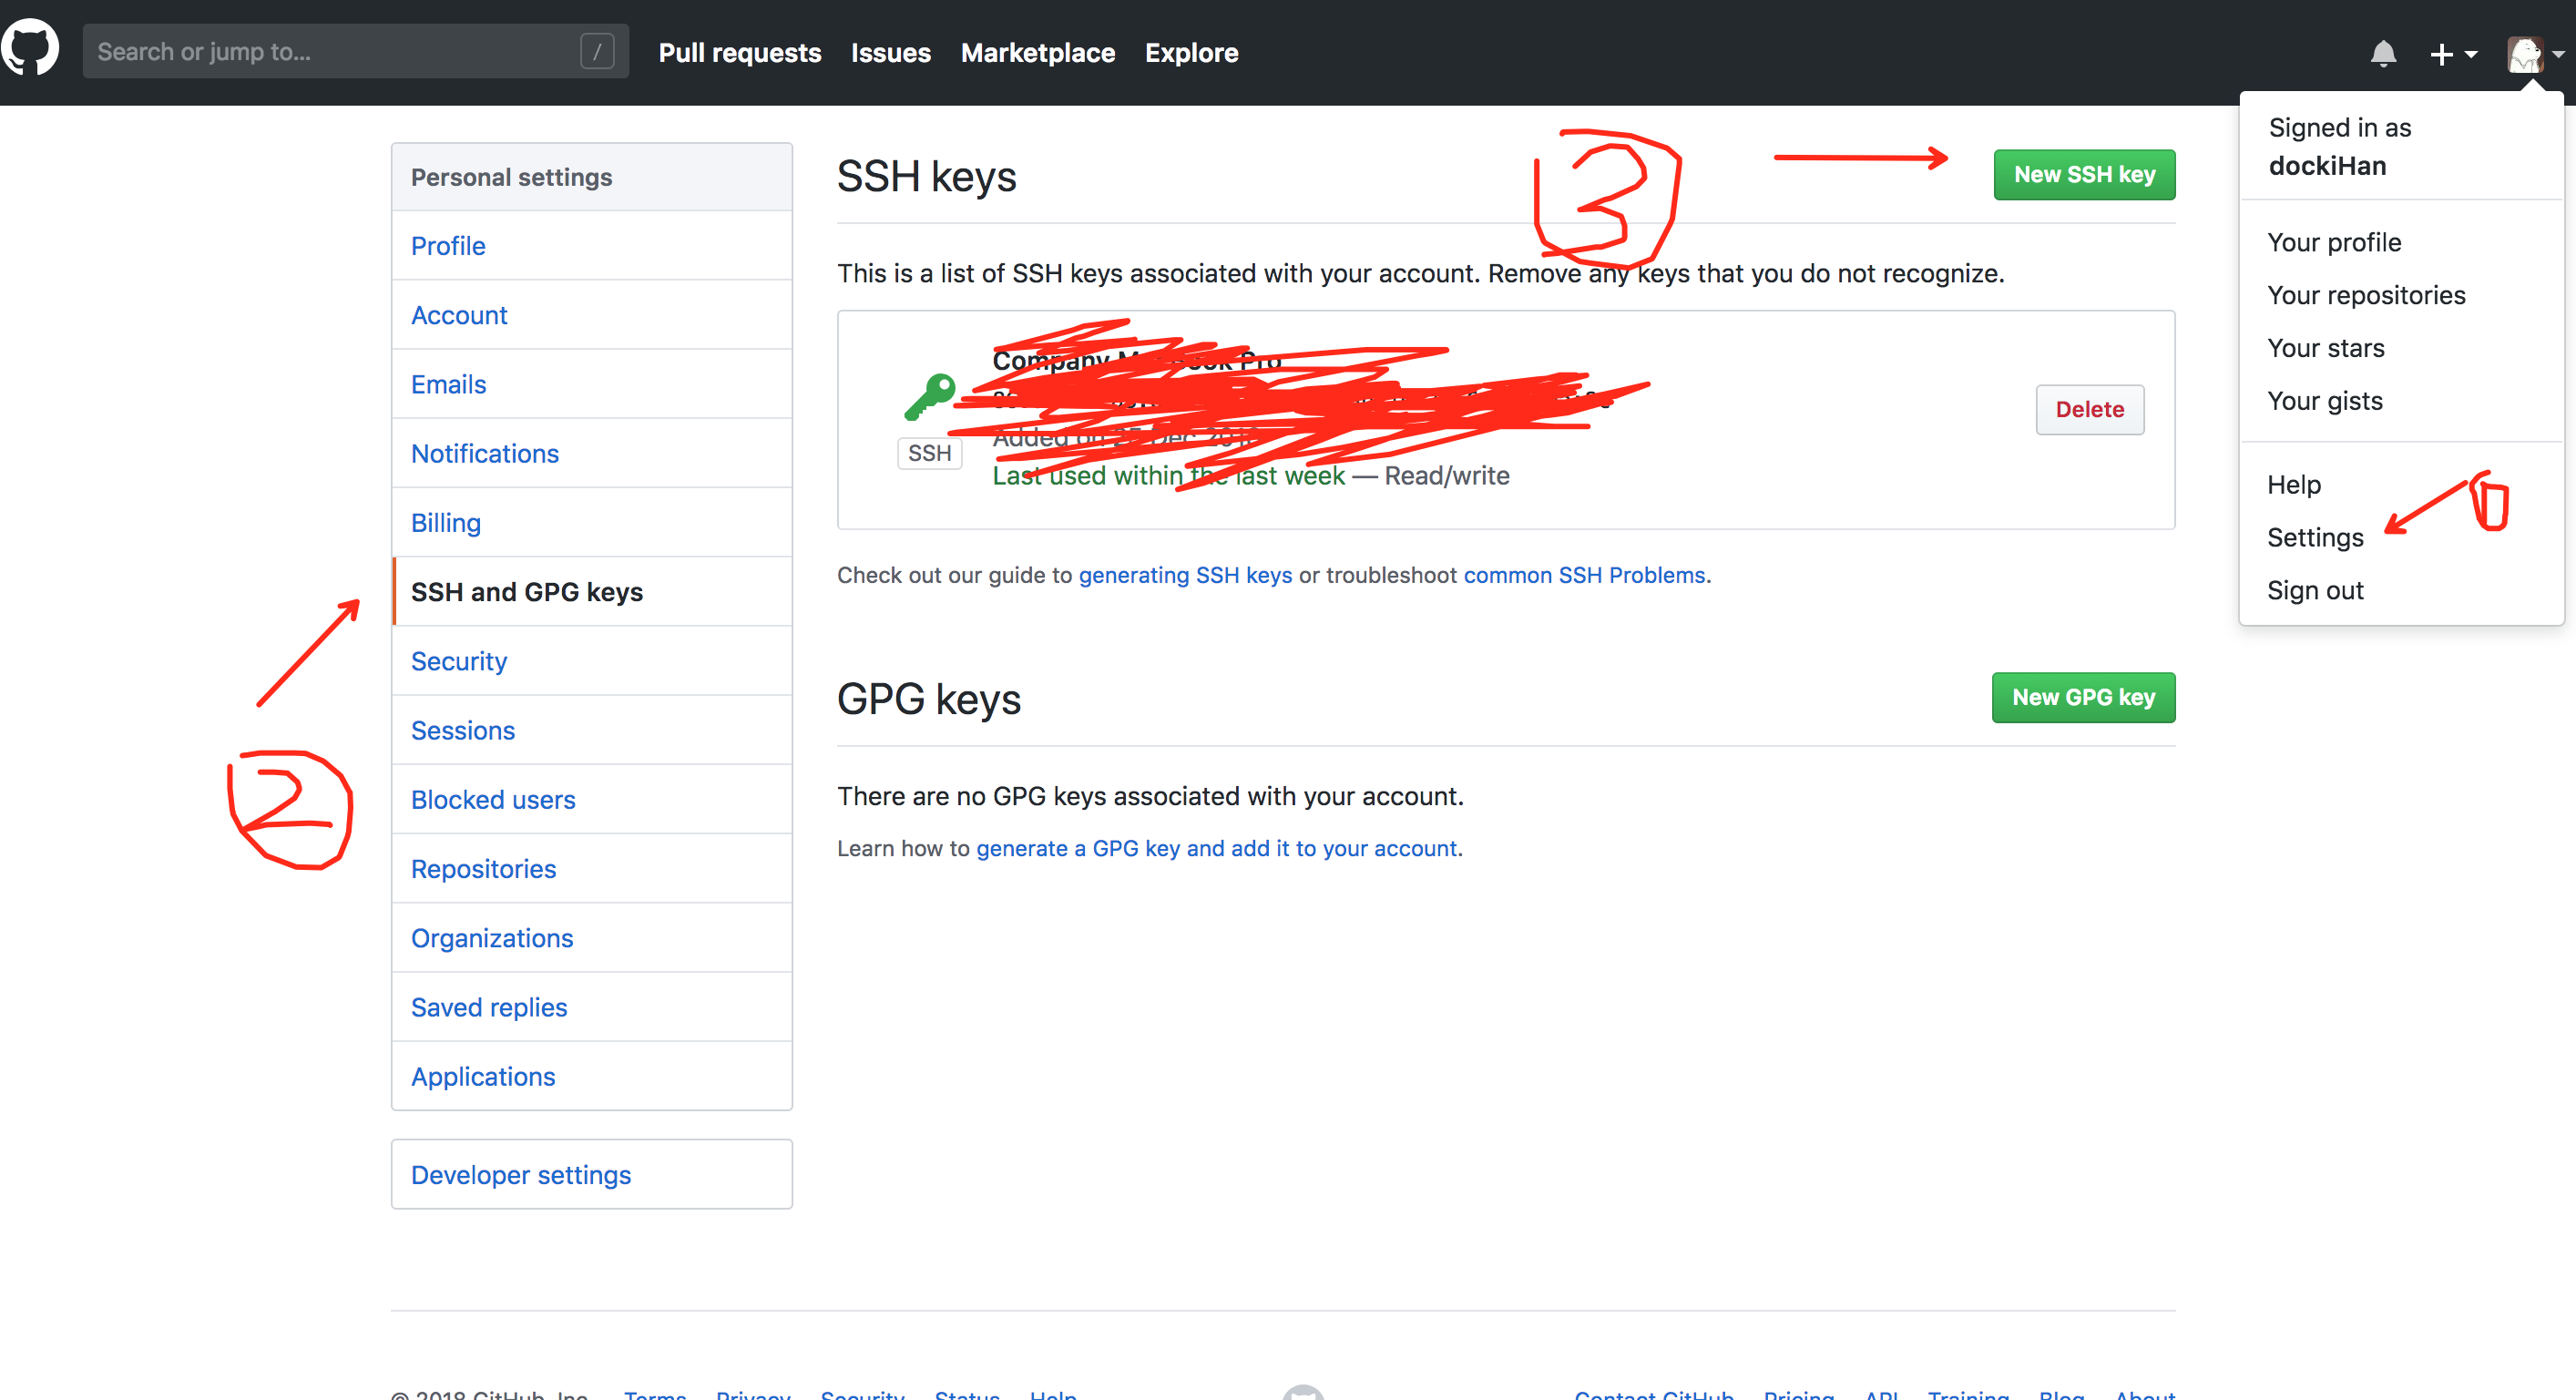 Search or jump to... /
Pull requests Issues Marketplace Explore
Signed in as
dockiHan
Your profile
Your repositories
Your stars
Your gists
Help
Settings
Sign out
Personal settings
Profile
Account
Emails
Notifications
Billing
SSH and GPG keys
Security
Sessions
Blocked users
Repositories
Organizations
Saved replies
Applications
Developer settings
2
SSH keys
3
New SSH key
This is a list of SSH keys associated with your account. Remove any keys that you do not recognize.
Company Pro
SSH
Added on Dec
Last used within the last week — Read/write
Delete
Check out our guide to generating SSH keys or troubleshoot common SSH Problems.
GPG keys
New GPG key
There are no GPG keys associated with your account.
Learn how to generate a GPG key and add it to your account.
© 2018 GitHub, Inc. Terms Privacy Security Status Help
Contact GitHub Pricing API Training Blog About